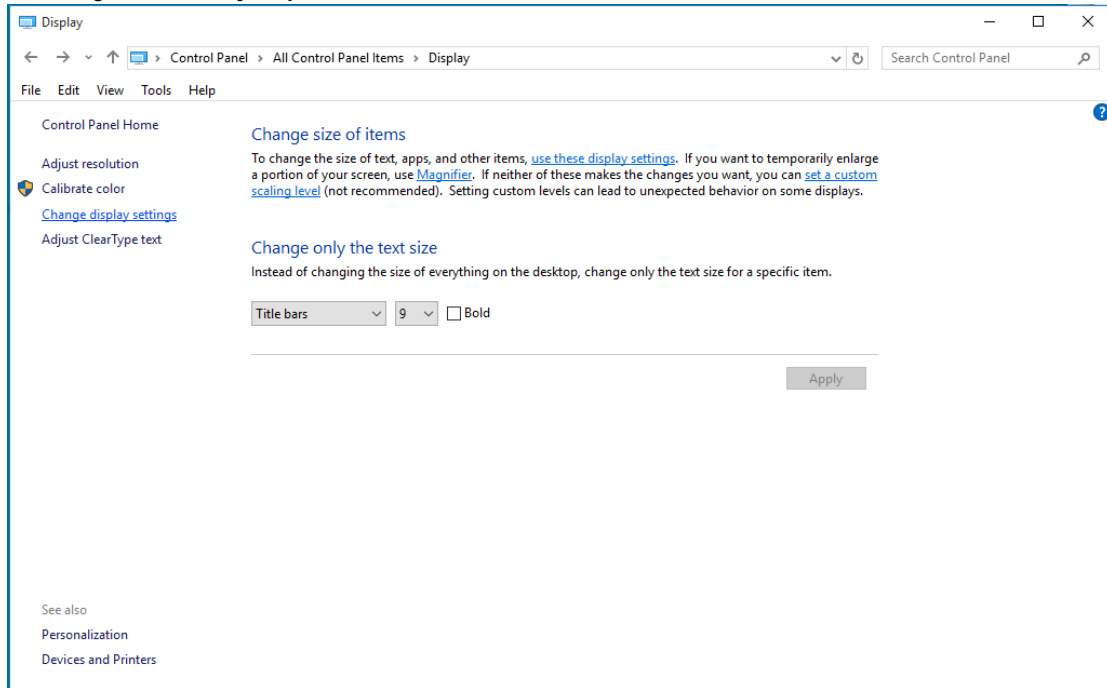 Display
Control Panel > All Control Panel Items > Display
Search Control Panel
File Edit View Tools Help
Control Panel Home
Adjust resolution
Calibrate color
Change display settings
Adjust ClearType text
Change size of items
To change the size of text, apps, and other items, use these display settings. If you want to temporarily enlarge
a portion of your screen, use Magnifier. If neither of these makes the changes you want, you can set a custom
scaling level (not recommended). Setting custom levels can lead to unexpected behavior on some displays.
Change only the text size
Instead of changing the size of everything on the desktop, change only the text size for a specific item.
Title bars 9 Bold
Apply
See also
Personalization
Devices and Printers